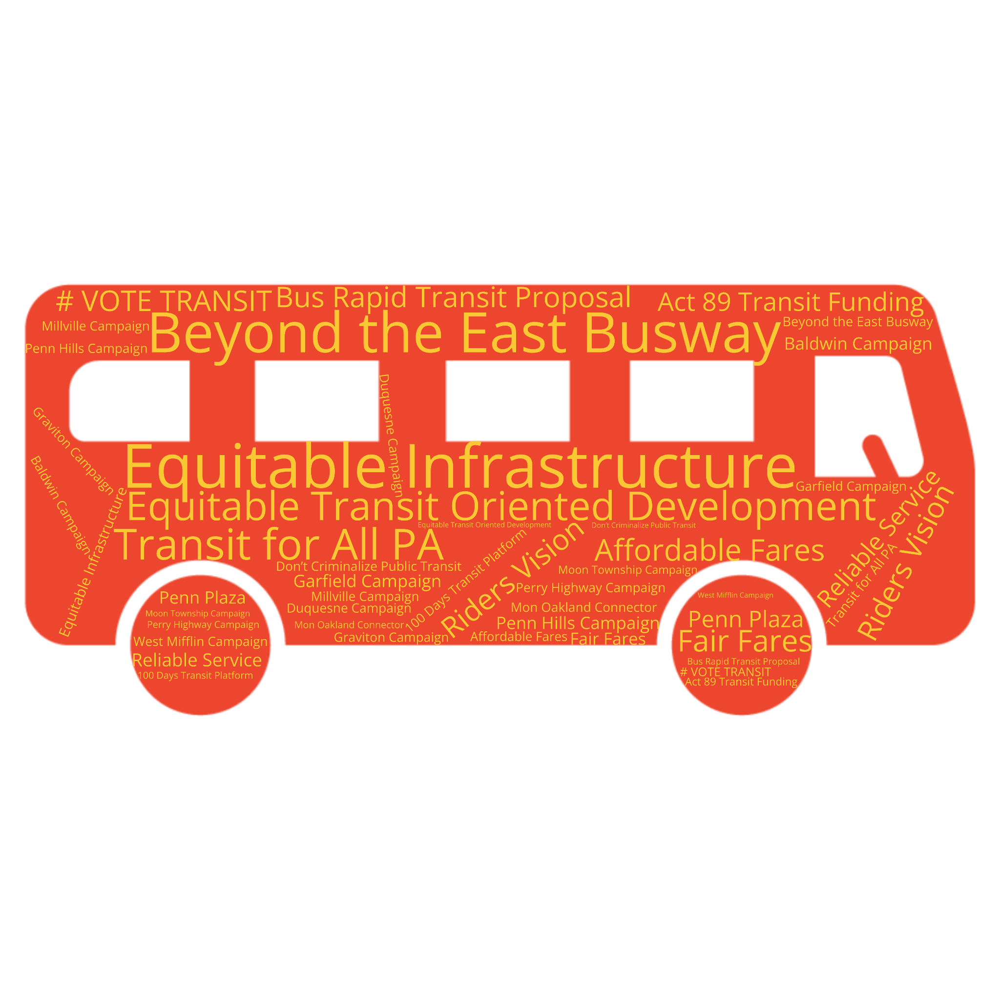 # VOTE TRANSIT
Bus Rapid Transit Proposal
Act 89 Transit Funding
Millville Campaign
Beyond the East Busway
Beyond the East Busway
Penn Hills Campaign
Baldwin Campaign
Duquesne Campaign
Graviton Campaign
Baldwin Campaign
Equitable Infrastructure
Equitable Infrastructure
Garfield Campaign
Equitable Transit Oriented Development
Equitable Transit Oriented Development
Don't Criminalize Public Transit
Transit for All PA
100 Days Transit Platform
Riders Vision
Affordable Fares
Reliable Service
Transit for All PA
Riders Vision
Don't Criminalize Public Transit
Garfield Campaign
Millville Campaign
Duquesne Campaign
Mon Oakland Connector
Graviton Campaign
Moon Township Campaign
Perry Highway Campaign
Mon Oakland Connector
Penn Hills Campaign
Affordable Fares
Fair Fares
Penn Plaza
Moon Township Campaign
Perry Highway Campaign
West Mifflin Campaign
Reliable Service
100 Days Transit Platform
West Mifflin Campaign
Penn Plaza
Fair Fares
Bus Rapid Transit Proposal
# VOTE TRANSIT
Act 89 Transit Funding